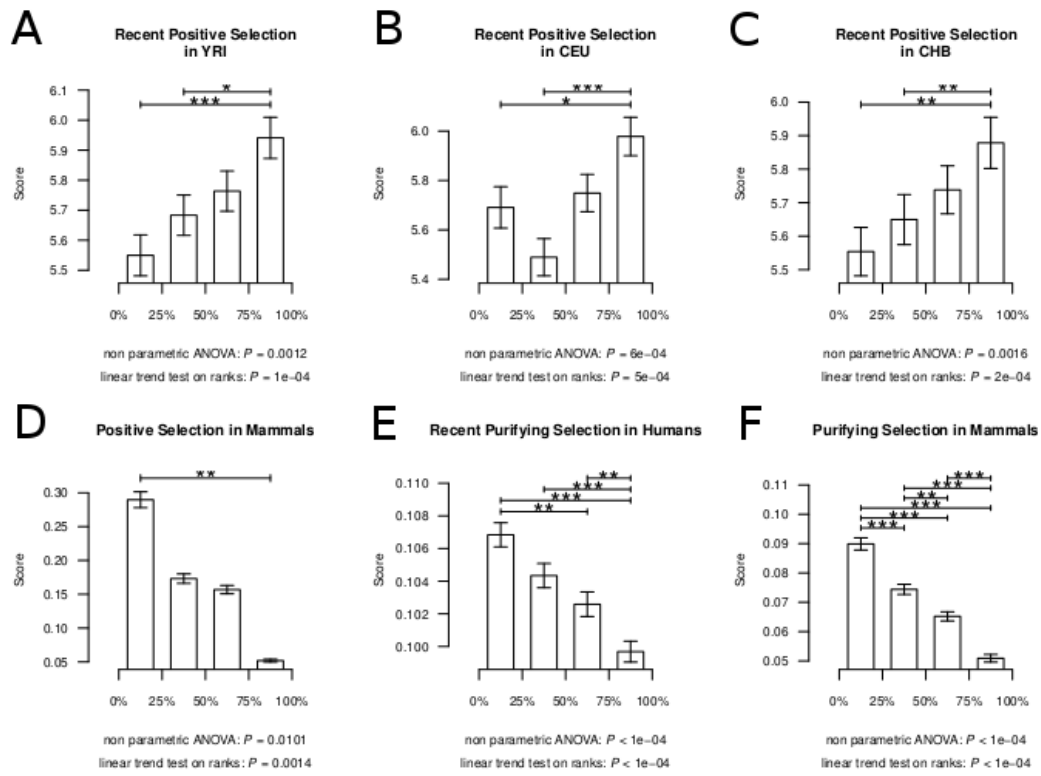 A
Recent Positive Selection
in YRI
6.1
6.0
5.9
5.8
5.7
5.6
5.5
Score
*
***
0% 25% 50% 75% 100%
non parametric ANOVA: P = 0.0012
linear trend test on ranks: P = 1e−04
B
Recent Positive Selection
in CEU
6.0
5.8
5.6
5.4
Score
***
*
0% 25% 50% 75% 100%
non parametric ANOVA: P = 6e−04
linear trend test on ranks: P = 5e−04
C
Recent Positive Selection
in CHB
6.0
5.9
5.8
5.7
5.6
5.5
Score
**
**
0% 25% 50% 75% 100%
non parametric ANOVA: P = 0.0016
linear trend test on ranks: P = 2e−04
D
Positive Selection in Mammals
0.30
0.25
0.20
0.15
0.10
0.05
Score
**
0% 25% 50% 75% 100%
non parametric ANOVA: P = 0.0101
linear trend test on ranks: P = 0.0014
E
Recent Purifying Selection in Humans
0.110
0.108
0.106
0.104
0.102
0.100
Score
**
***
***
**
0% 25% 50% 75% 100%
non parametric ANOVA: P < 1e−04
linear trend test on ranks: P < 1e−04
F
Purifying Selection in Mammals
0.11
0.10
0.09
0.08
0.07
0.06
0.05
Score
***
***
**
***
***
***
0% 25% 50% 75% 100%
non parametric ANOVA: P < 1e−04
linear trend test on ranks: P < 1e−04